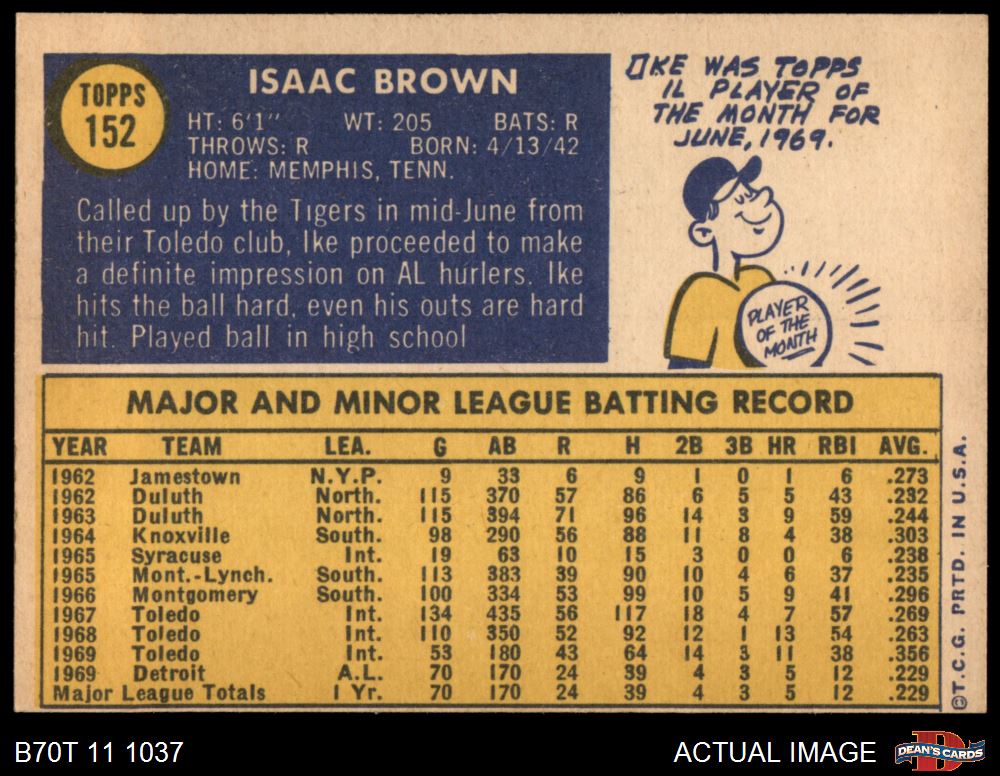 TOPPS
152
ISAAC BROWN
HT: 6'1" WT: 205 BATS: R
THROWS: R BORN: 4/13/42
HOME: MEMPHIS, TENN.
Called up by the Tigers in mid-June from
their Toledo club, Ike proceeded to make
a definite impression on AL hurlers. Ike
hits the ball hard, even his outs are hard
hit. Played ball in high school
IKE WAS TOPPS
IL PLAYER OF
THE MONTH FOR
JUNE, 1969.
PLAYER
OF THE
MONTH
MAJOR AND MINOR LEAGUE BATTING RECORD
YEAR TEAM LEA. G AB R H 2B 3B HR RBI AVG.
1962 Jamestown N.Y.P. 9 33 6 9 1 0 1 6 .273
1962 Duluth North. 115 370 57 86 6 5 5 43 .232
1963 Duluth North. 115 394 71 96 14 3 9 59 .244
1964 Knoxville South. 98 290 56 88 11 8 4 38 .303
1965 Syracuse Int. 19 63 10 15 3 0 0 6 .238
1965 Mont.-Lynch. South. 113 383 39 90 10 4 6 37 .235
1966 Montgomery South. 100 334 53 99 10 5 9 41 .296
1967 Toledo Int. 134 435 56 117 18 4 7 57 .269
1968 Toledo Int. 110 350 52 92 12 1 13 54 .263
1969 Toledo Int. 53 180 43 64 14 3 11 38 .356
1969 Detroit A.L. 70 170 24 39 4 3 5 12 .229
Major League Totals 1 Yr. 70 170 24 39 4 3 5 12 .229
©T.C.G. PRTD. IN U.S.A.
B70T 11 1037
ACTUAL IMAGE
DEAN'S CARDS